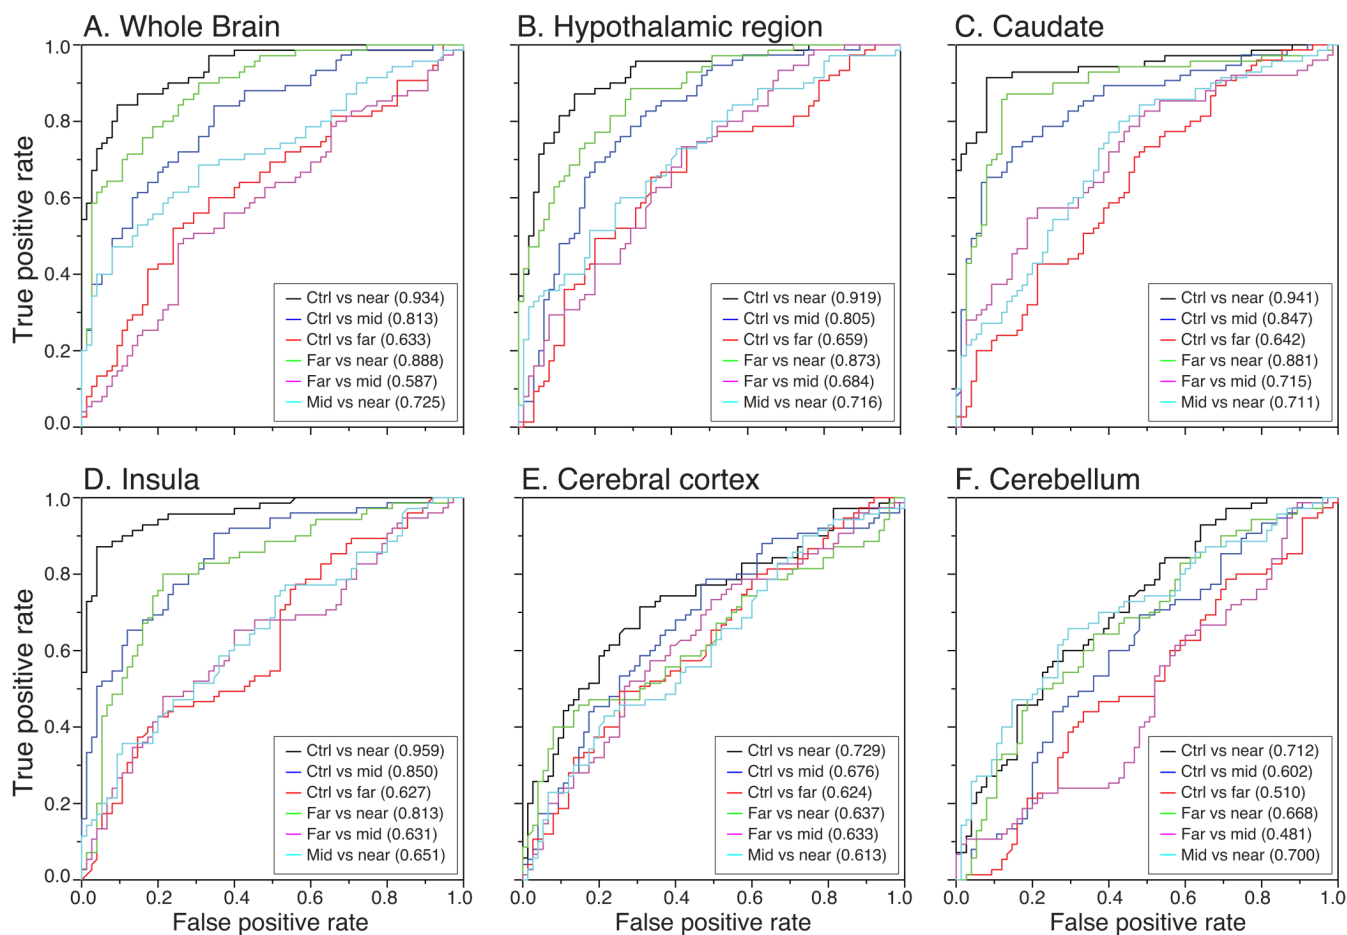 A. Whole Brain
B. Hypothalamic region
C. Caudate
True positive rate
1.0
0.8
0.6
0.4
0.2
0.0
Ctrl vs near (0.934)
Ctrl vs mid (0.813)
Ctrl vs far (0.633)
Far vs near (0.888)
Far vs mid (0.587)
Mid vs near (0.725)
Ctrl vs near (0.919)
Ctrl vs mid (0.805)
Ctrl vs far (0.659)
Far vs near (0.873)
Far vs mid (0.684)
Mid vs near (0.716)
Ctrl vs near (0.941)
Ctrl vs mid (0.847)
Ctrl vs far (0.642)
Far vs near (0.881)
Far vs mid (0.715)
Mid vs near (0.711)
D. Insula
E. Cerebral cortex
F. Cerebellum
True positive rate
1.0
0.8
0.6
0.4
0.2
0.0
Ctrl vs near (0.959)
Ctrl vs mid (0.850)
Ctrl vs far (0.627)
Far vs near (0.813)
Far vs mid (0.631)
Mid vs near (0.651)
Ctrl vs near (0.729)
Ctrl vs mid (0.676)
Ctrl vs far (0.624)
Far vs near (0.637)
Far vs mid (0.633)
Mid vs near (0.613)
Ctrl vs near (0.712)
Ctrl vs mid (0.602)
Ctrl vs far (0.510)
Far vs near (0.668)
Far vs mid (0.481)
Mid vs near (0.700)
0.0 0.2 0.4 0.6 0.8 1.0
0.0 0.2 0.4 0.6 0.8 1.0
0.0 0.2 0.4 0.6 0.8 1.0
False positive rate
False positive rate
False positive rate